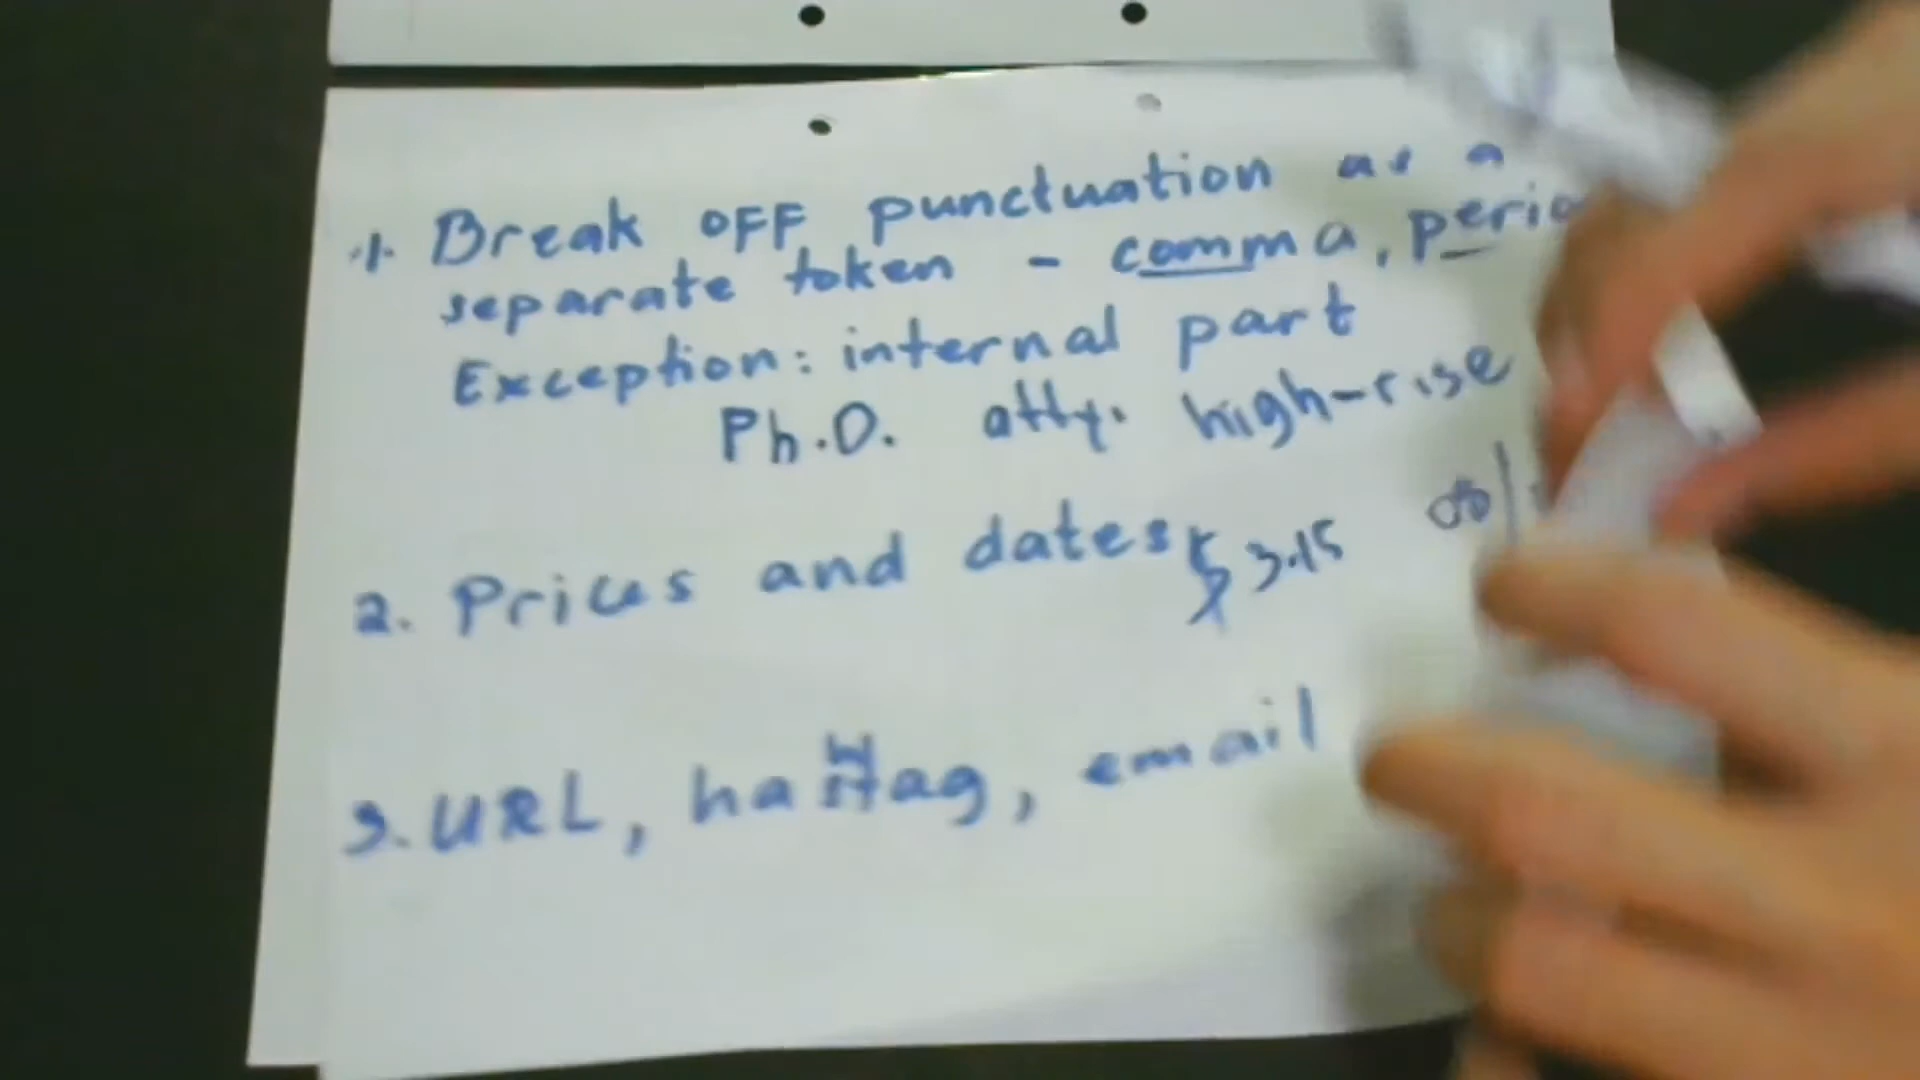 1. Break OFF punctuation as a
separate token - comma, perio
Exception: internal part
Ph.D. atty. high-rise
2. Prices and dates $ 3.15
3. URL, hashtag, email